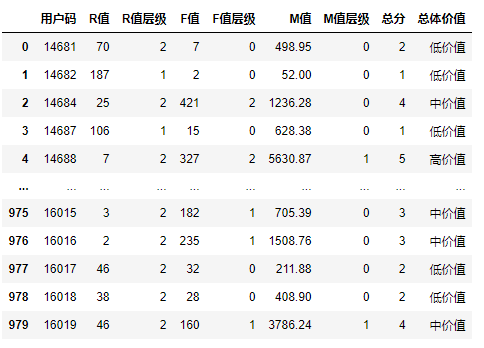 用户码 R值 R值层级 F值 F值层级 M值 M值层级 总分 总体价值
0 14681 70 2 7 0 498.95 0 2 低价值
1 14682 187 1 2 0 52.00 0 1 低价值
2 14684 25 2 421 2 1236.28 0 4 中价值
3 14687 106 1 15 0 628.38 0 1 低价值
4 14688 7 2 327 2 5630.87 1 5 高价值
... ... ... ... ... ... ... ... ... ...
975 16015 3 2 182 1 705.39 0 3 中价值
976 16016 2 2 235 1 1508.76 0 3 中价值
977 16017 46 2 32 0 211.88 0 2 低价值
978 16018 38 2 28 0 408.90 0 2 低价值
979 16019 46 2 160 1 3786.24 1 4 中价值